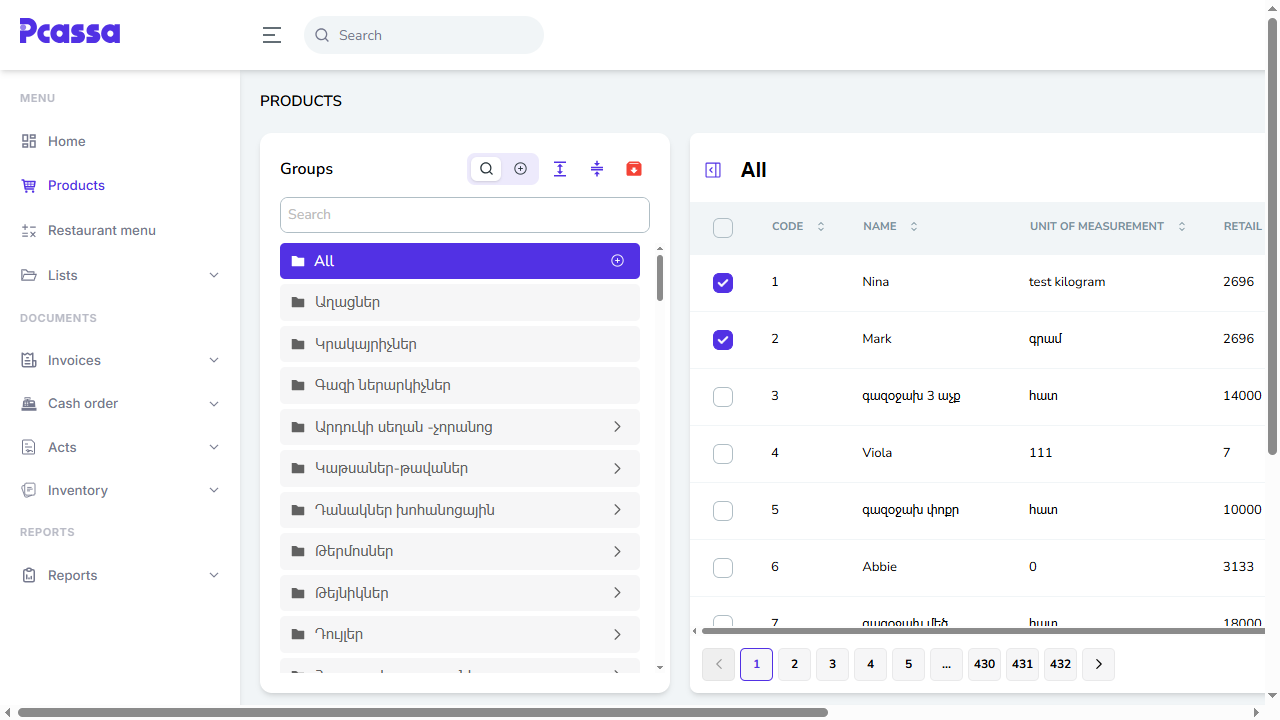 Pcassa
Search
MENU
Home
Products
Restaurant menu
Lists
DOCUMENTS
Invoices
Cash order
Acts
Inventory
REPORTS
Reports
PRODUCTS
Groups
Search
All
Աղացներ
Կրակայրիչներ
Գազի ներարկիչներ
Արդուկի սեղան -չորանոց
Կաթսաներ-թավաներ
Դանակներ խոհանոցային
Թերմոսներ
Թեյնիկներ
Դույլեր
All
CODE NAME UNIT OF MEASUREMENT RETAIL
1 Nina test kilogram 2696
2 Mark գրամ 2696
3 գազօջախ 3 աչք հատ 14000
4 Viola 111 7
5 գազօջախ փոքր հատ 10000
6 Abbie 0 3133
7 գազօջախ մեծ հատ 18000
1 2 3 4 5 ... 430 431 432